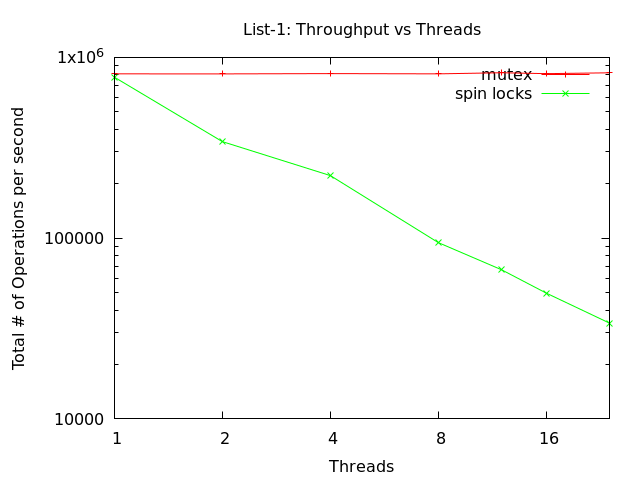 List-1: Throughput vs Threads
1x10^6
mutex
spin locks
100000
10000
Total # of Operations per second
1 2 4 8 16
Threads